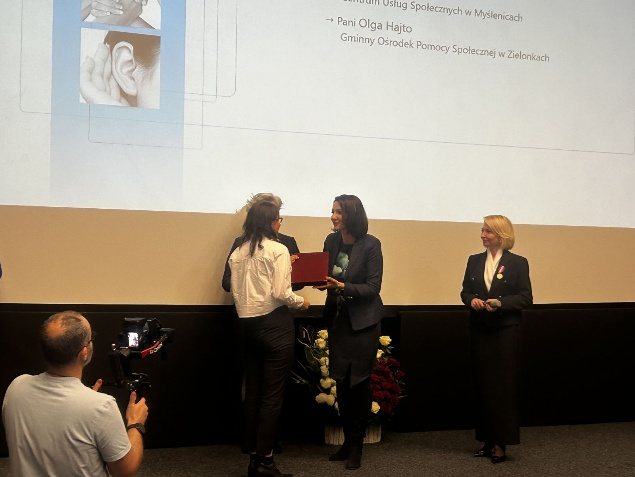 Centrum Usług Społecznych w Myślenicach
→ Pani Olga Hajto
Gminny Ośrodek Pomocy Społecznej w Zielonkach